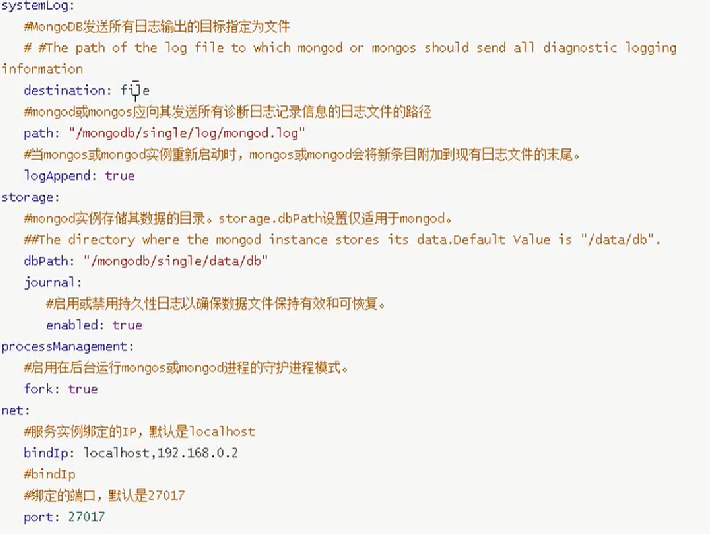 systemLog:
#MongoDB发送所有日志输出的目标指定为文件
# #The path of the log file to which mongod or mongos should send all diagnostic logging
information
destination: file
#mongod或mongos应向其发送所有诊断日志记录信息的日志文件的路径
path: "/mongodb/single/log/mongod.log"
#当mongos或mongod实例重新启动时，mongos或mongod会将新条目附加到现有日志文件的末尾。
logAppend: true
storage:
#mongod实例存储其数据的目录。storage.dbPath设置仅适用于mongod。
##The directory where the mongod instance stores its data.Default Value is "/data/db".
dbPath: "/mongodb/single/data/db"
journal:
#启用或禁用持久性日志以确保数据文件保持有效和可恢复。
enabled: true
processManagement:
#启用在后台运行mongos或mongod进程的守护进程模式。
fork: true
net:
#服务实例绑定的IP，默认是localhost
bindIp: localhost,192.168.0.2
#bindIp
#绑定的端口，默认是27017
port: 27017